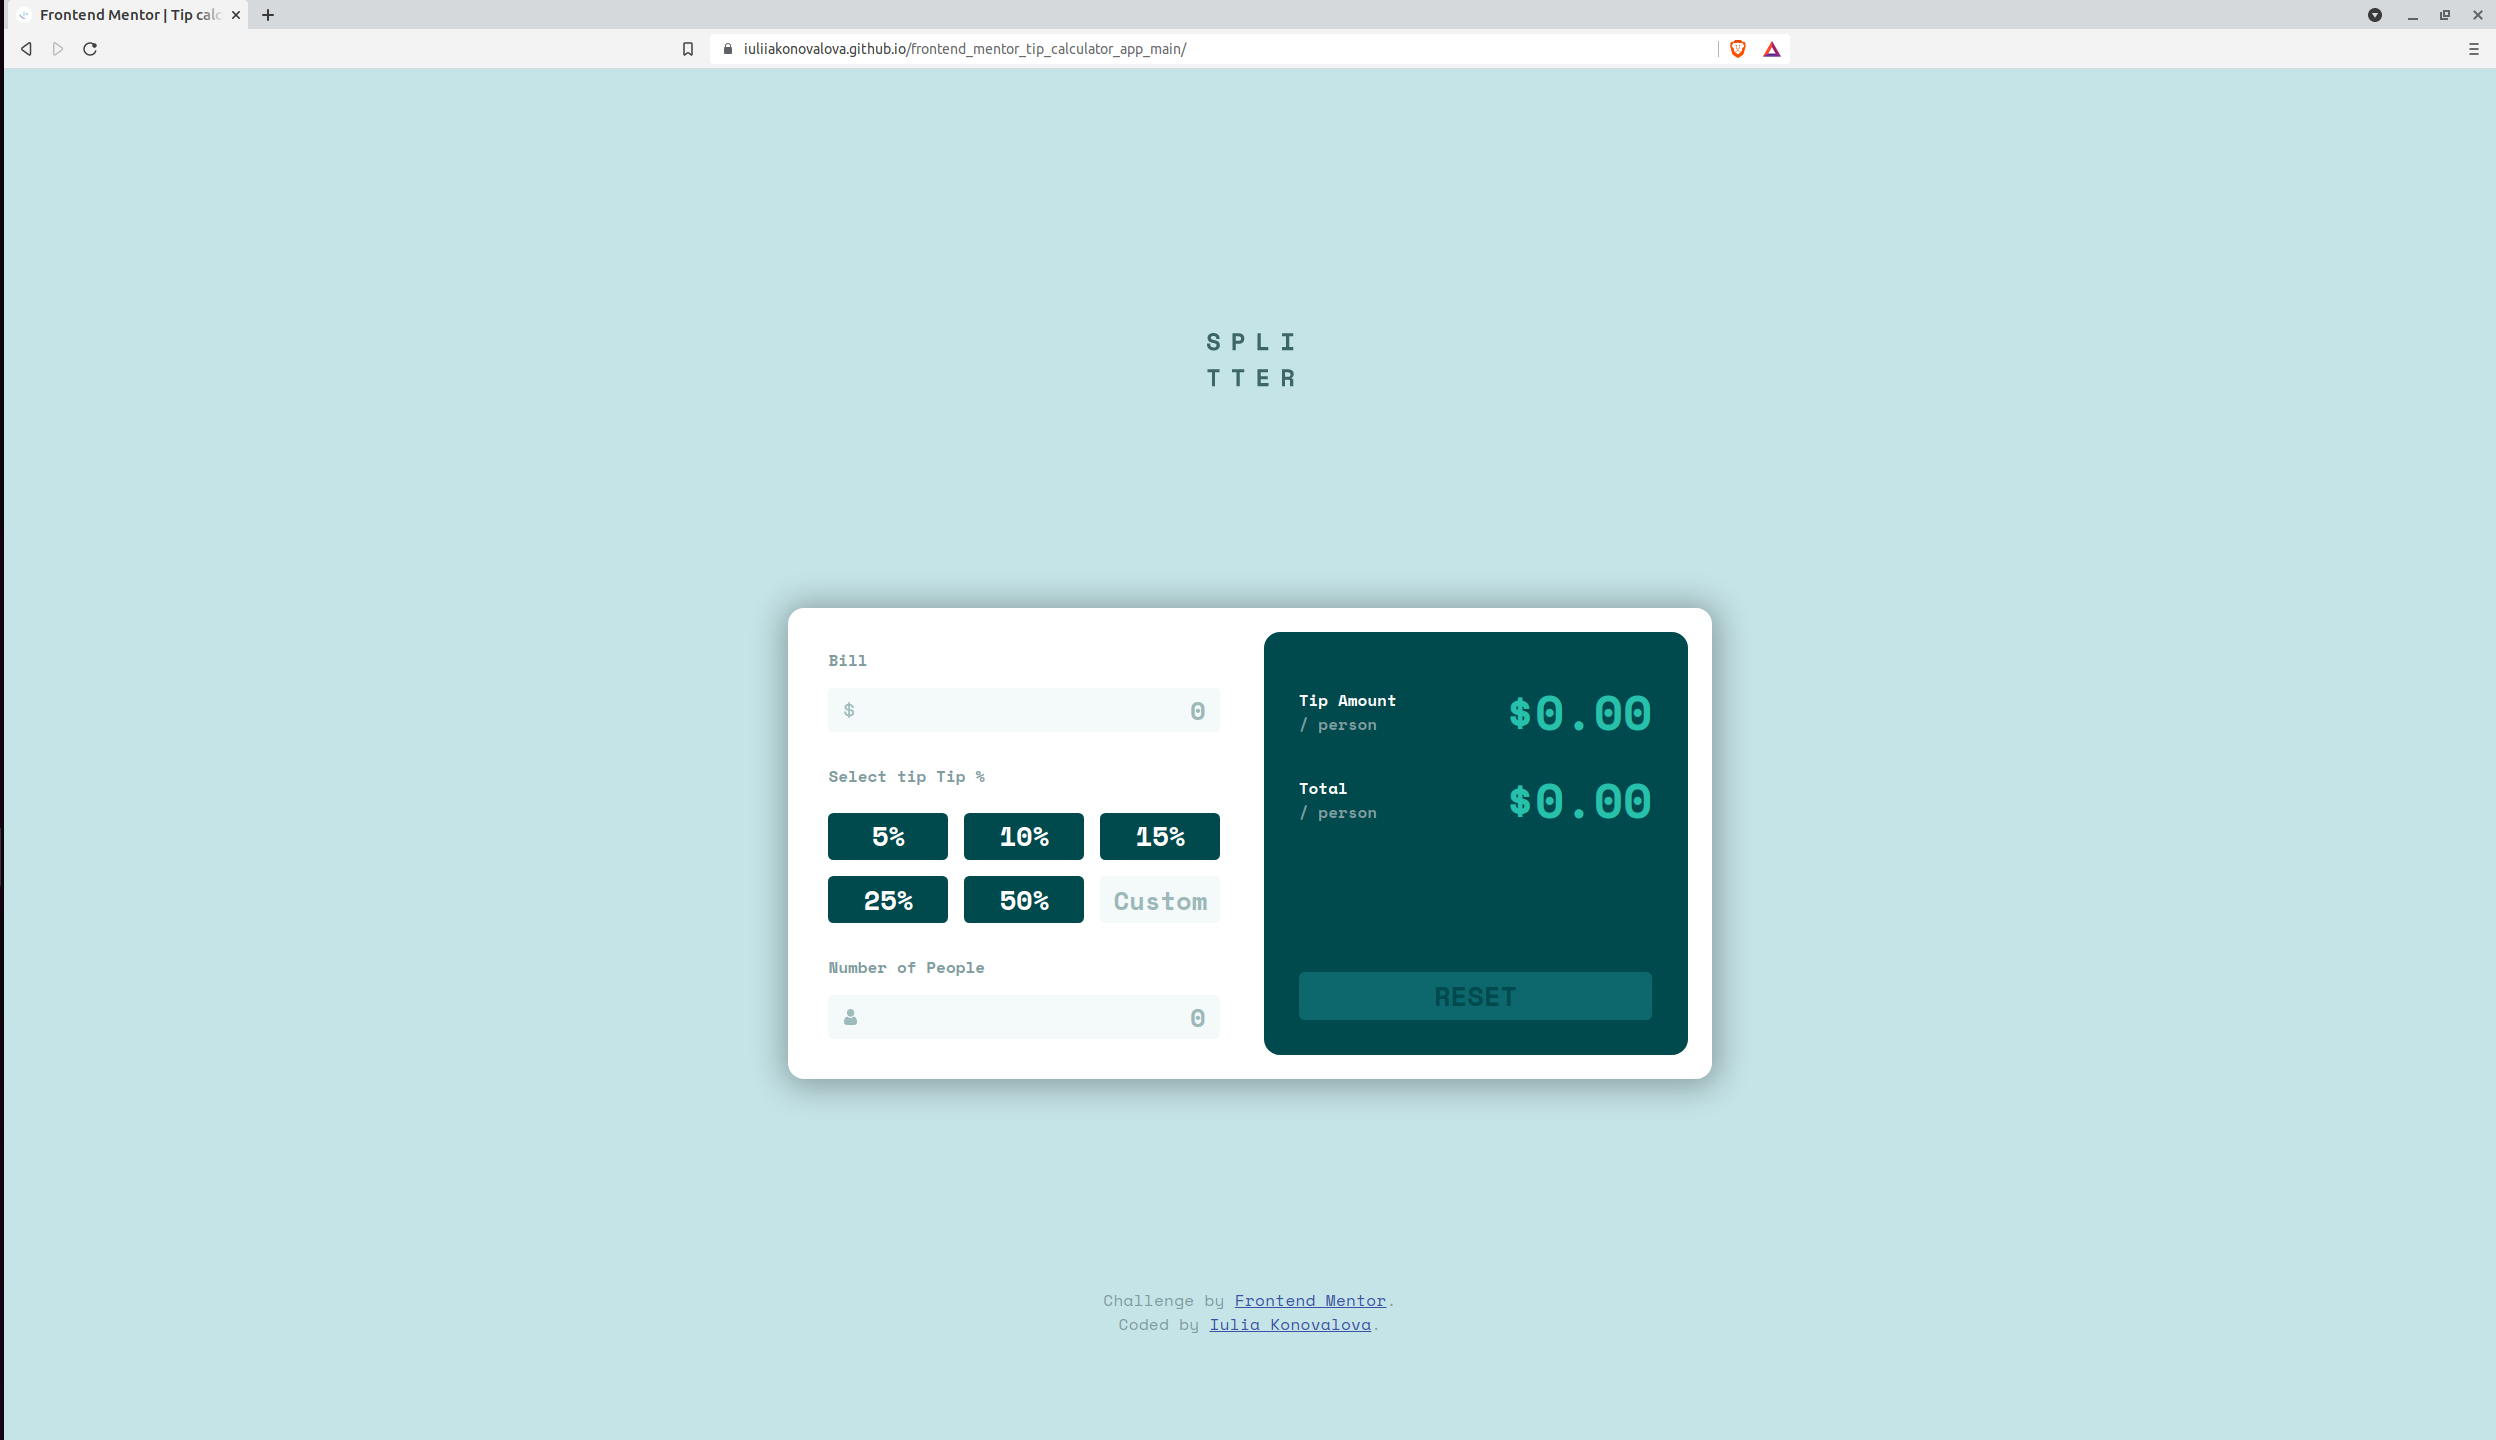 Frontend Mentor | Tip calc
iuliiakonovalova.github.io/frontend_mentor_tip_calculator_app_main/
SPLI
TTER
Bill
$ 0
Select tip Tip %
5% 10% 15%
25% 50% Custom
Number of People
0
Tip Amount
/ person
$0.00
Total
/ person
$0.00
RESET
Challenge by Frontend Mentor.
Coded by Iulia Konovalova.